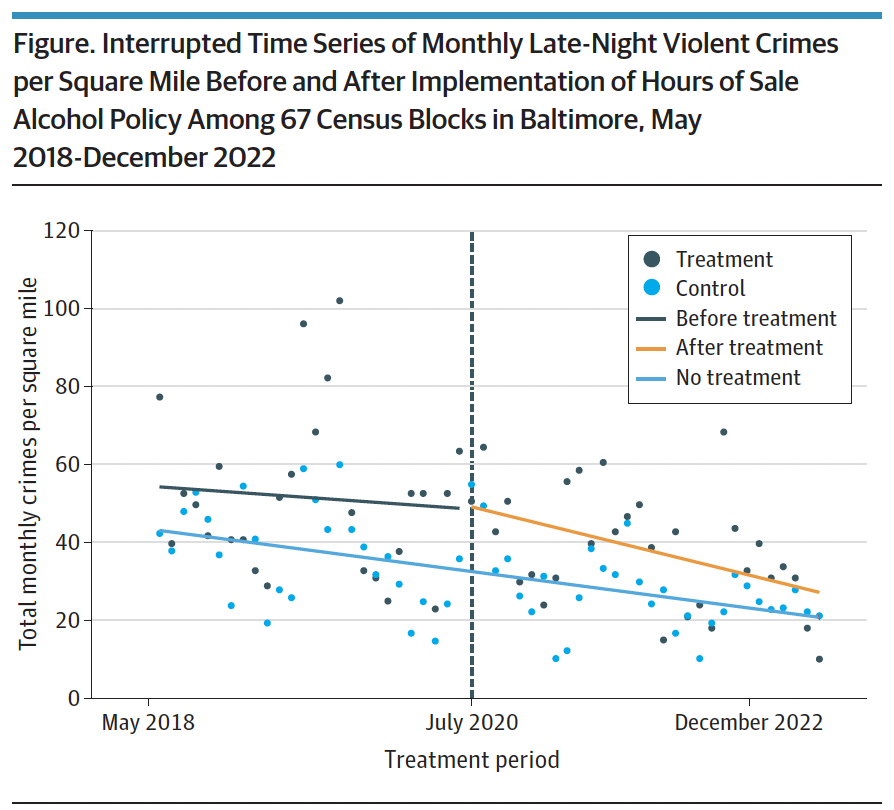 Figure. Interrupted Time Series of Monthly Late-Night Violent Crimes
per Square Mile Before and After Implementation of Hours of Sale
Alcohol Policy Among 67 Census Blocks in Baltimore, May
2018-December 2022
120
100
80
60
40
20
0
Total monthly crimes per square mile
Treatment
Control
Before treatment
After treatment
No treatment
May 2018
July 2020
December 2022
Treatment period